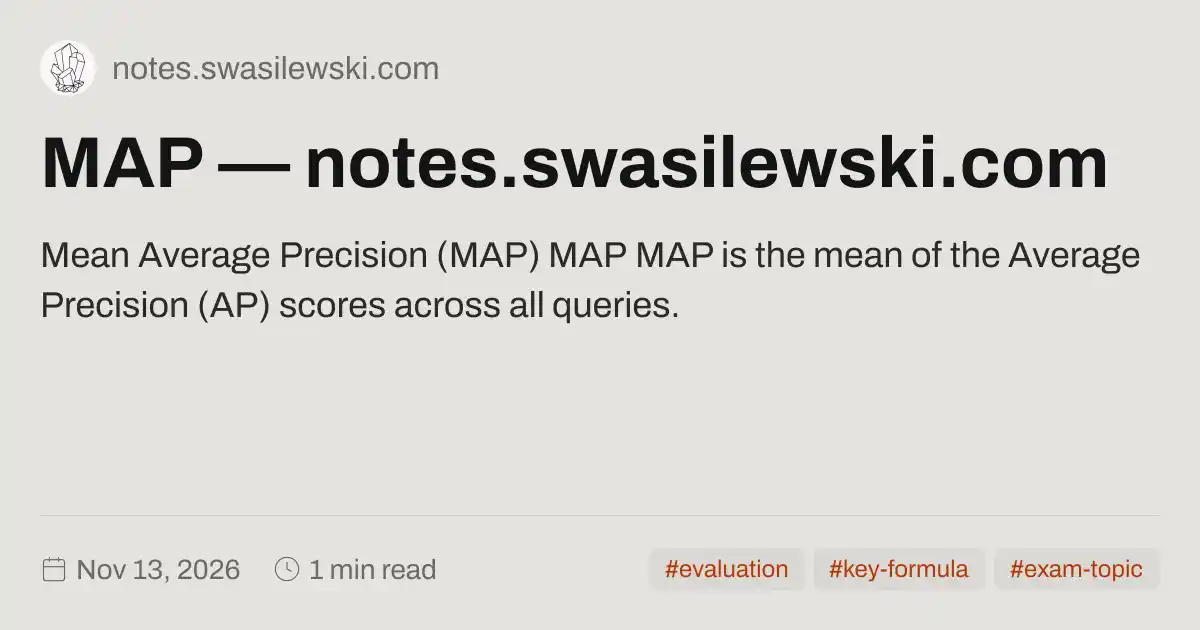 notes.swasilewski.com
MAP — notes.swasilewski.com
Mean Average Precision (MAP) MAP MAP is the mean of the Average
Precision (AP) scores across all queries.
Nov 13, 2026
1 min read
#evaluation
#key-formula
#exam-topic